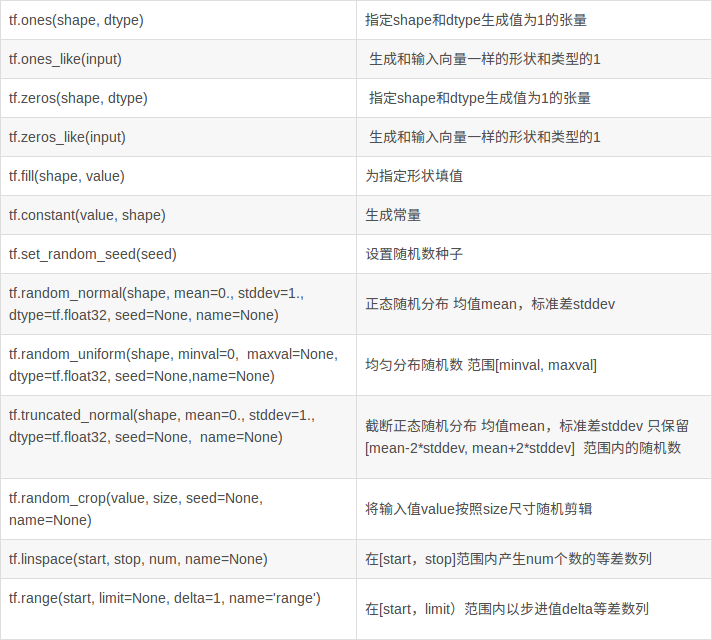 tf.ones(shape, dtype)
指定shape和dtype生成值为1的张量
tf.ones_like(input)
生成和输入向量一样的形状和类型的1
tf.zeros(shape, dtype)
指定shape和dtype生成值为1的张量
tf.zeros_like(input)
生成和输入向量一样的形状和类型的1
tf.fill(shape, value)
为指定形状填值
tf.constant(value, shape)
生成常量
tf.set_random_seed(seed)
设置随机数种子
tf.random_normal(shape, mean=0., stddev=1.,
dtype=tf.float32, seed=None, name=None)
正态随机分布 均值mean，标准差stddev
tf.random_uniform(shape, minval=0,  maxval=None,
dtype=tf.float32, seed=None,name=None)
均匀分布随机数 范围[minval, maxval]
tf.truncated_normal(shape, mean=0., stddev=1.,
dtype=tf.float32, seed=None,  name=None)
截断正态随机分布 均值mean，标准差stddev 只保留
[mean-2*stddev, mean+2*stddev]  范围内的随机数
tf.random_crop(value, size, seed=None,
name=None)
将输入值value按照size尺寸随机剪辑
tf.linspace(start, stop, num, name=None)
在[start，stop]范围内产生num个数的等差数列
tf.range(start, limit=None, delta=1, name='range')
在[start，limit）范围内以步进值delta等差数列